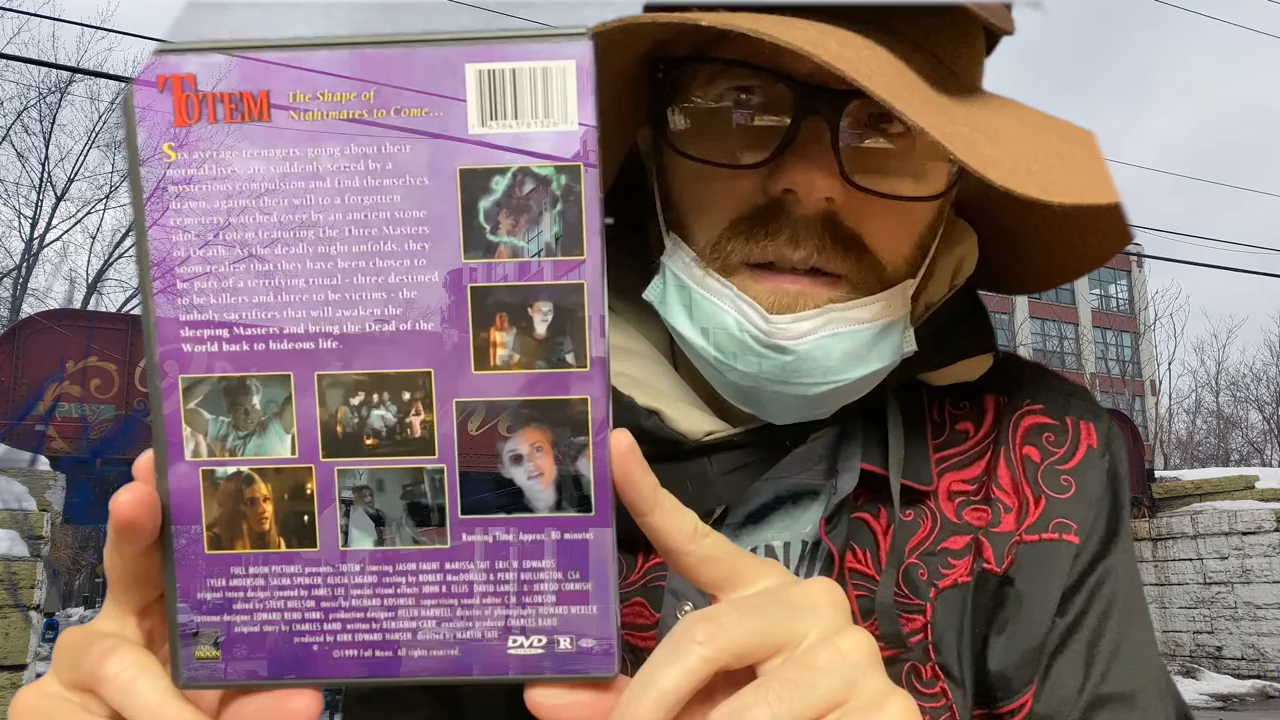 TOTEM
The Shape of
Nightmares to Come...
7 63843 81326 7
Six average teenagers, going about their
normal lives, are suddenly seized by a
mysterious compulsion and find themselves
drawn, against their will to a forgotten
cemetery watched over by an ancient stone
idol - a Totem featuring The Three Masters
of Death. As the deadly night unfolds, they
soon realize that they have been chosen to
be part of a terrifying ritual - three destined
to be killers and three to be victims - the
unholy sacrifices that will awaken the
sleeping Masters and bring the Dead of the
World back to hideous life.
Running Time: Approx. 80 minutes
FULL MOON PICTURES presents "TOTEM" starring JASON FAUNT MARISSA TAIT ERIC W. EDWARDS
TYLER ANDERSON SACHA SPENCER ALICIA LAGANO casting by ROBERT MacDONALD & PERRY BULLINGTON, CSA
original totem designs created by JAMES LEE special visual effects JOHN R. ELLIS DAVID LANGE & JERROD CORNISH
edited by STEVE NIELSON music by RICHARD KOSINSKI supervising sound editor C.M. JACOBSON
costume designer EDWARD RENO HIBBS production designer HELEN HARWELL director of photography HOWARD WEXLER
original story by CHARLES BAND written by BENJAMIN CARR executive producer CHARLES BAND
produced by KIRK EDWARD HANSEN directed by MARTIN TATE
FULL MOON
©1999 Full Moon. All rights reserved.
DVD
R